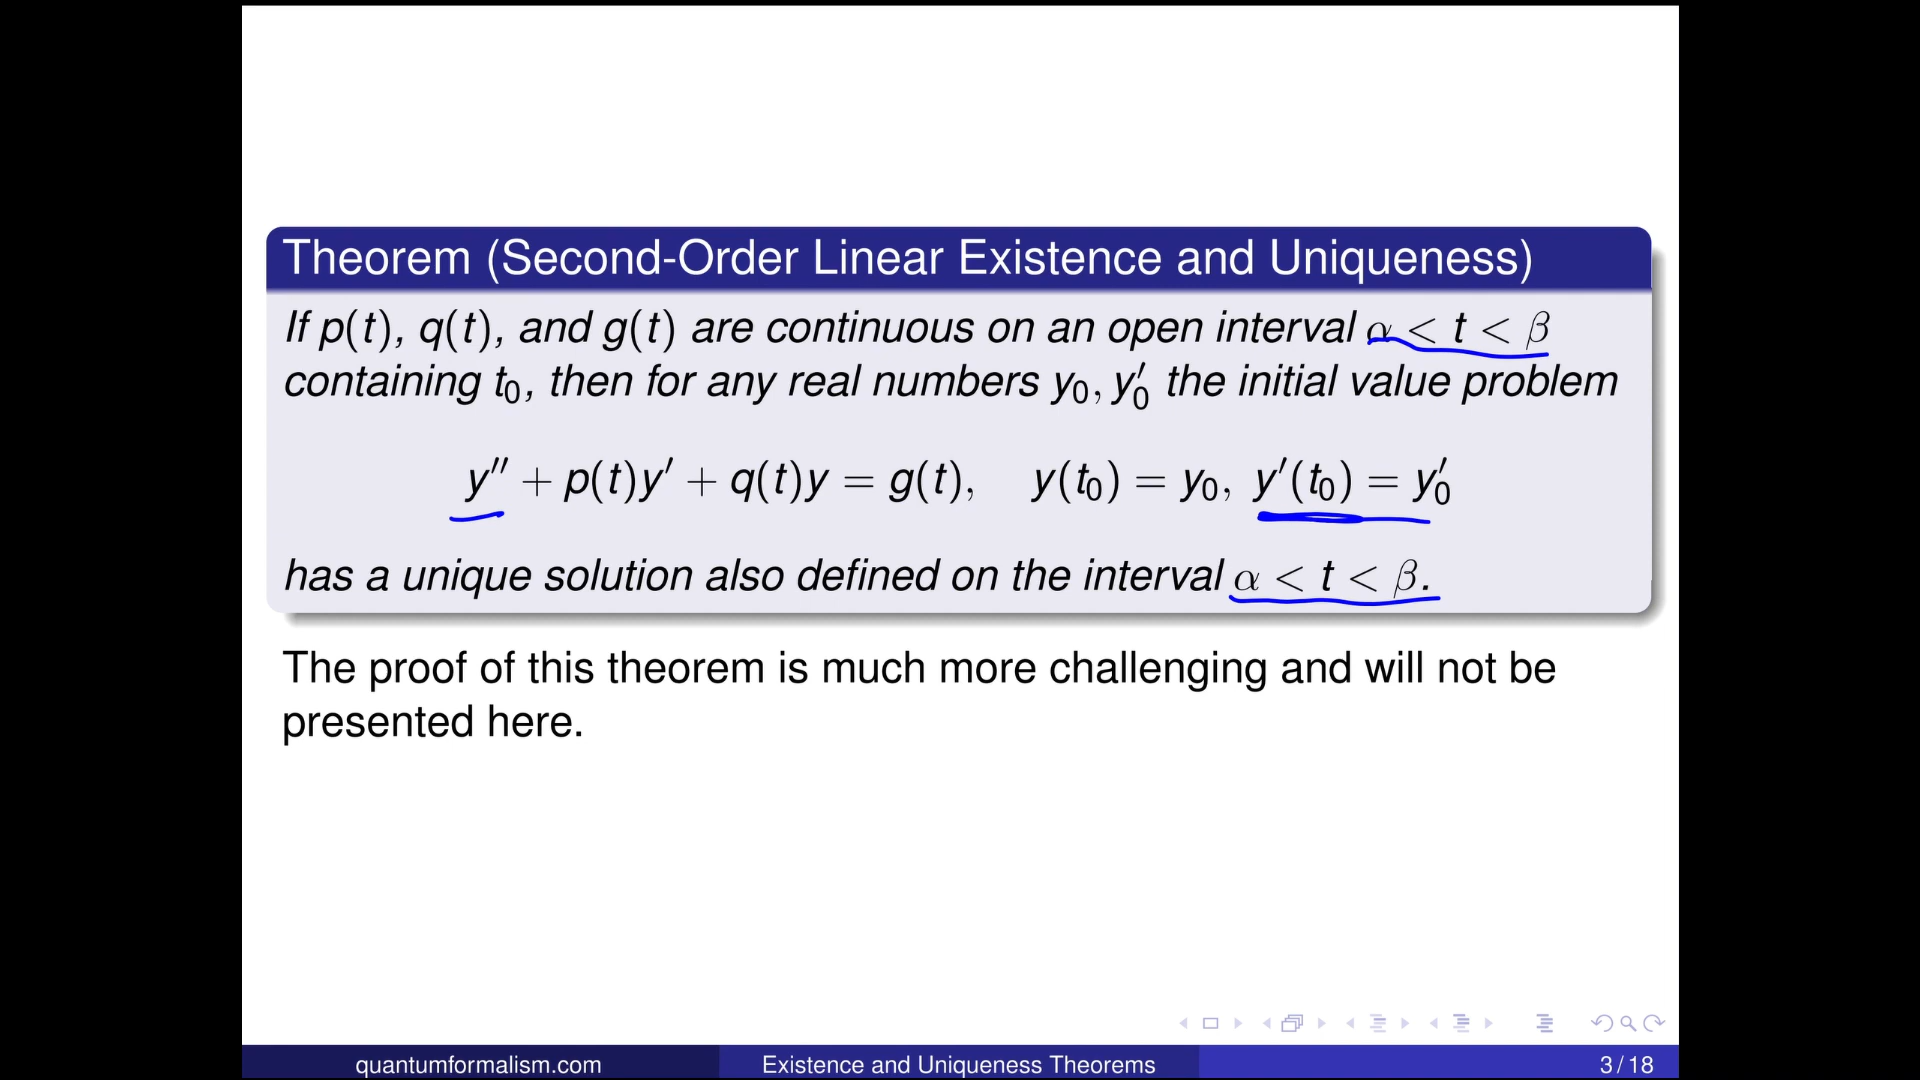 Theorem (Second-Order Linear Existence and Uniqueness)
If p(t), q(t), and g(t) are continuous on an open interval α < t < β
containing t₀, then for any real numbers y₀, y₀′ the initial value problem
y″ + p(t)y′ + q(t)y = g(t), y(t₀) = y₀, y′(t₀) = y₀′
has a unique solution also defined on the interval α < t < β.
The proof of this theorem is much more challenging and will not be
presented here.
quantumformalism.com Existence and Uniqueness Theorems 3 / 18